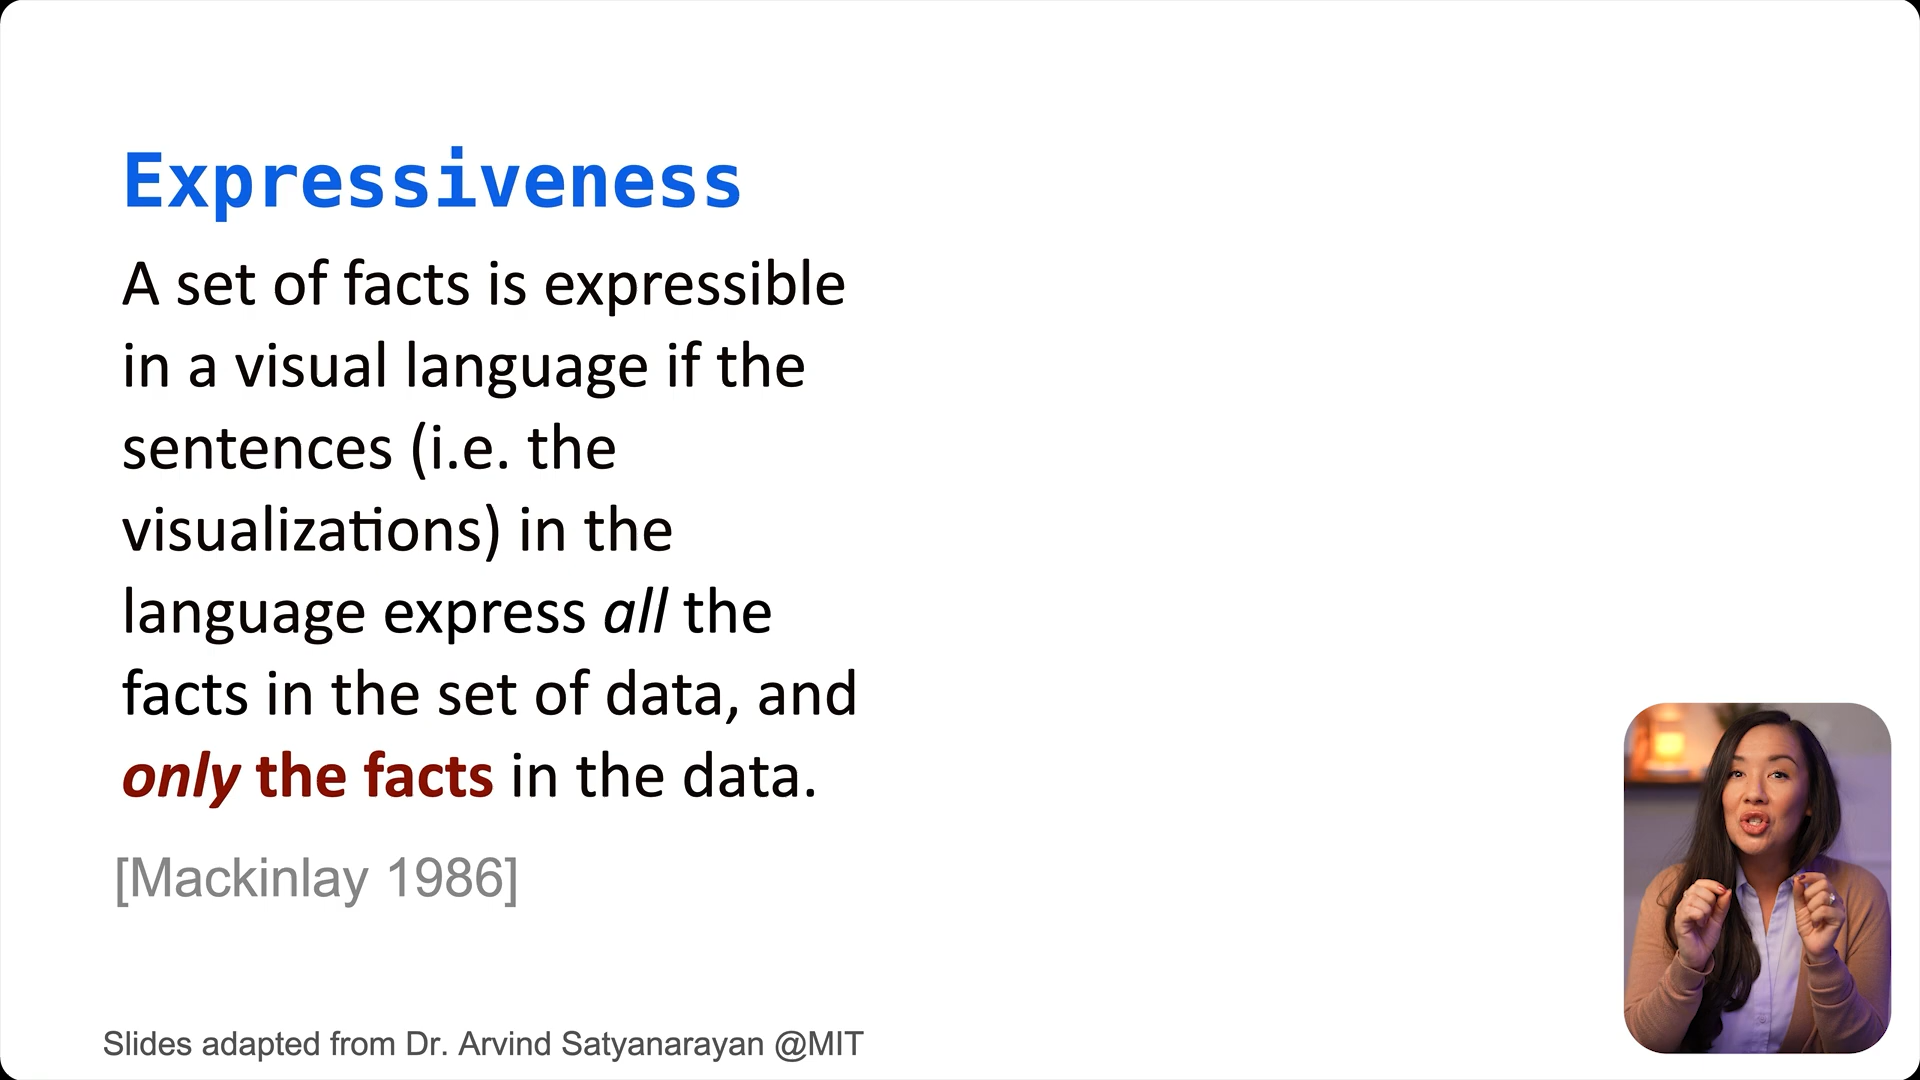 Expressiveness
A set of facts is expressible
in a visual language if the
sentences (i.e. the
visualizations) in the
language express all the
facts in the set of data, and
only the facts in the data.
[Mackinlay 1986]
Slides adapted from Dr. Arvind Satyanarayan @MIT